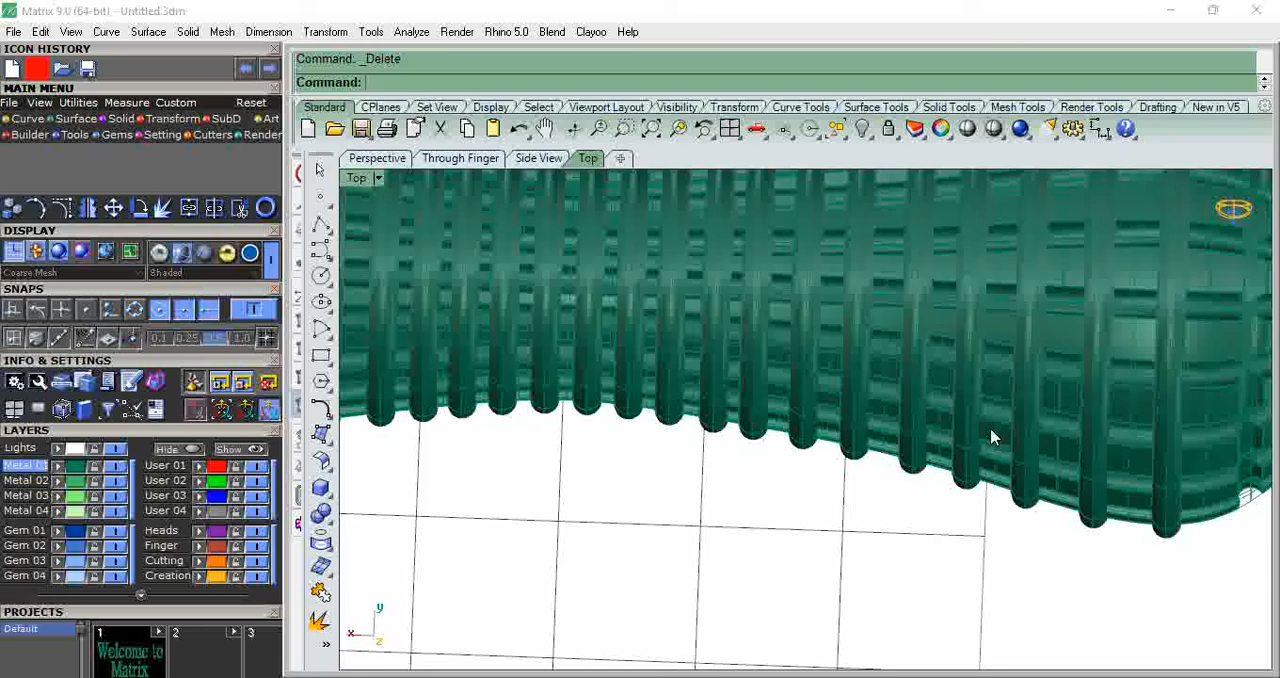 Matrix 9.0 (64-bit) - Untitled.3dm
File Edit View Curve Surface Solid Mesh Dimension Transform Tools Analyze Render Rhino 5.0 Blend Clayoo Help
ICON HISTORY
Command: _Delete
Command:
MAIN MENU
File View Utilities Measure Custom Reset
Curve Surface Solid Transform SubD Art
Builder Tools Gems Setting Cutters Render
Standard CPlanes Set View Display Select Viewport Layout Visibility Transform Curve Tools Surface Tools Solid Tools Mesh Tools Render Tools Drafting New in V5
Perspective Through Finger Side View Top
Top
DISPLAY
Coarse Mesh Shaded
SNAPS
0.1 0.25 1.0
INFO & SETTINGS
LAYERS
Lights Hide Show
Metal 01 User 01
Metal 02 User 02
Metal 03 User 03
Metal 04 User 04
Gem 01 Heads
Gem 02 Finger
Gem 03 Cutting
Gem 04 Creation
PROJECTS
Default
1 2 3
Welcome to
Matrix
y
x
z